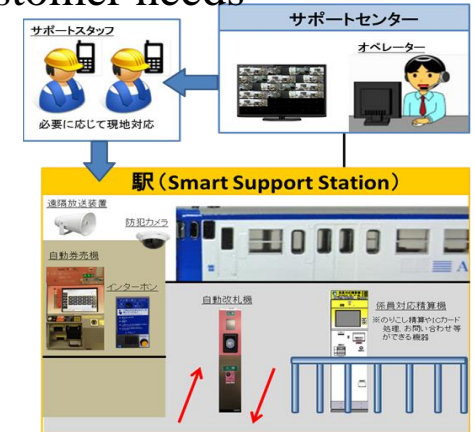 stomer needs
サポートスタッフ
必要に応じて現地対応
サポートセンター
オペレーター
駅（Smart Support Station）
遠隔放送装置
防犯カメラ
自動券売機
インターホン
自動改札機
係員対応精算機
※のりこし精算やICカード
処理、お問い合わせ等
ができる機器
A